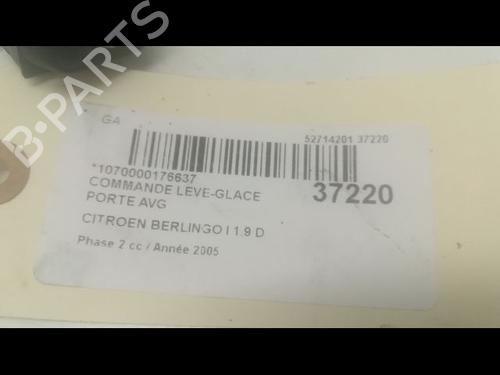 GA
52714201 37220
*1070000176637
COMMANDE LEVE-GLACE
37220
PORTE AVG
CITROEN BERLINGO I 1.9 D
Phase 2 cc / Année 2005
B-PARTS